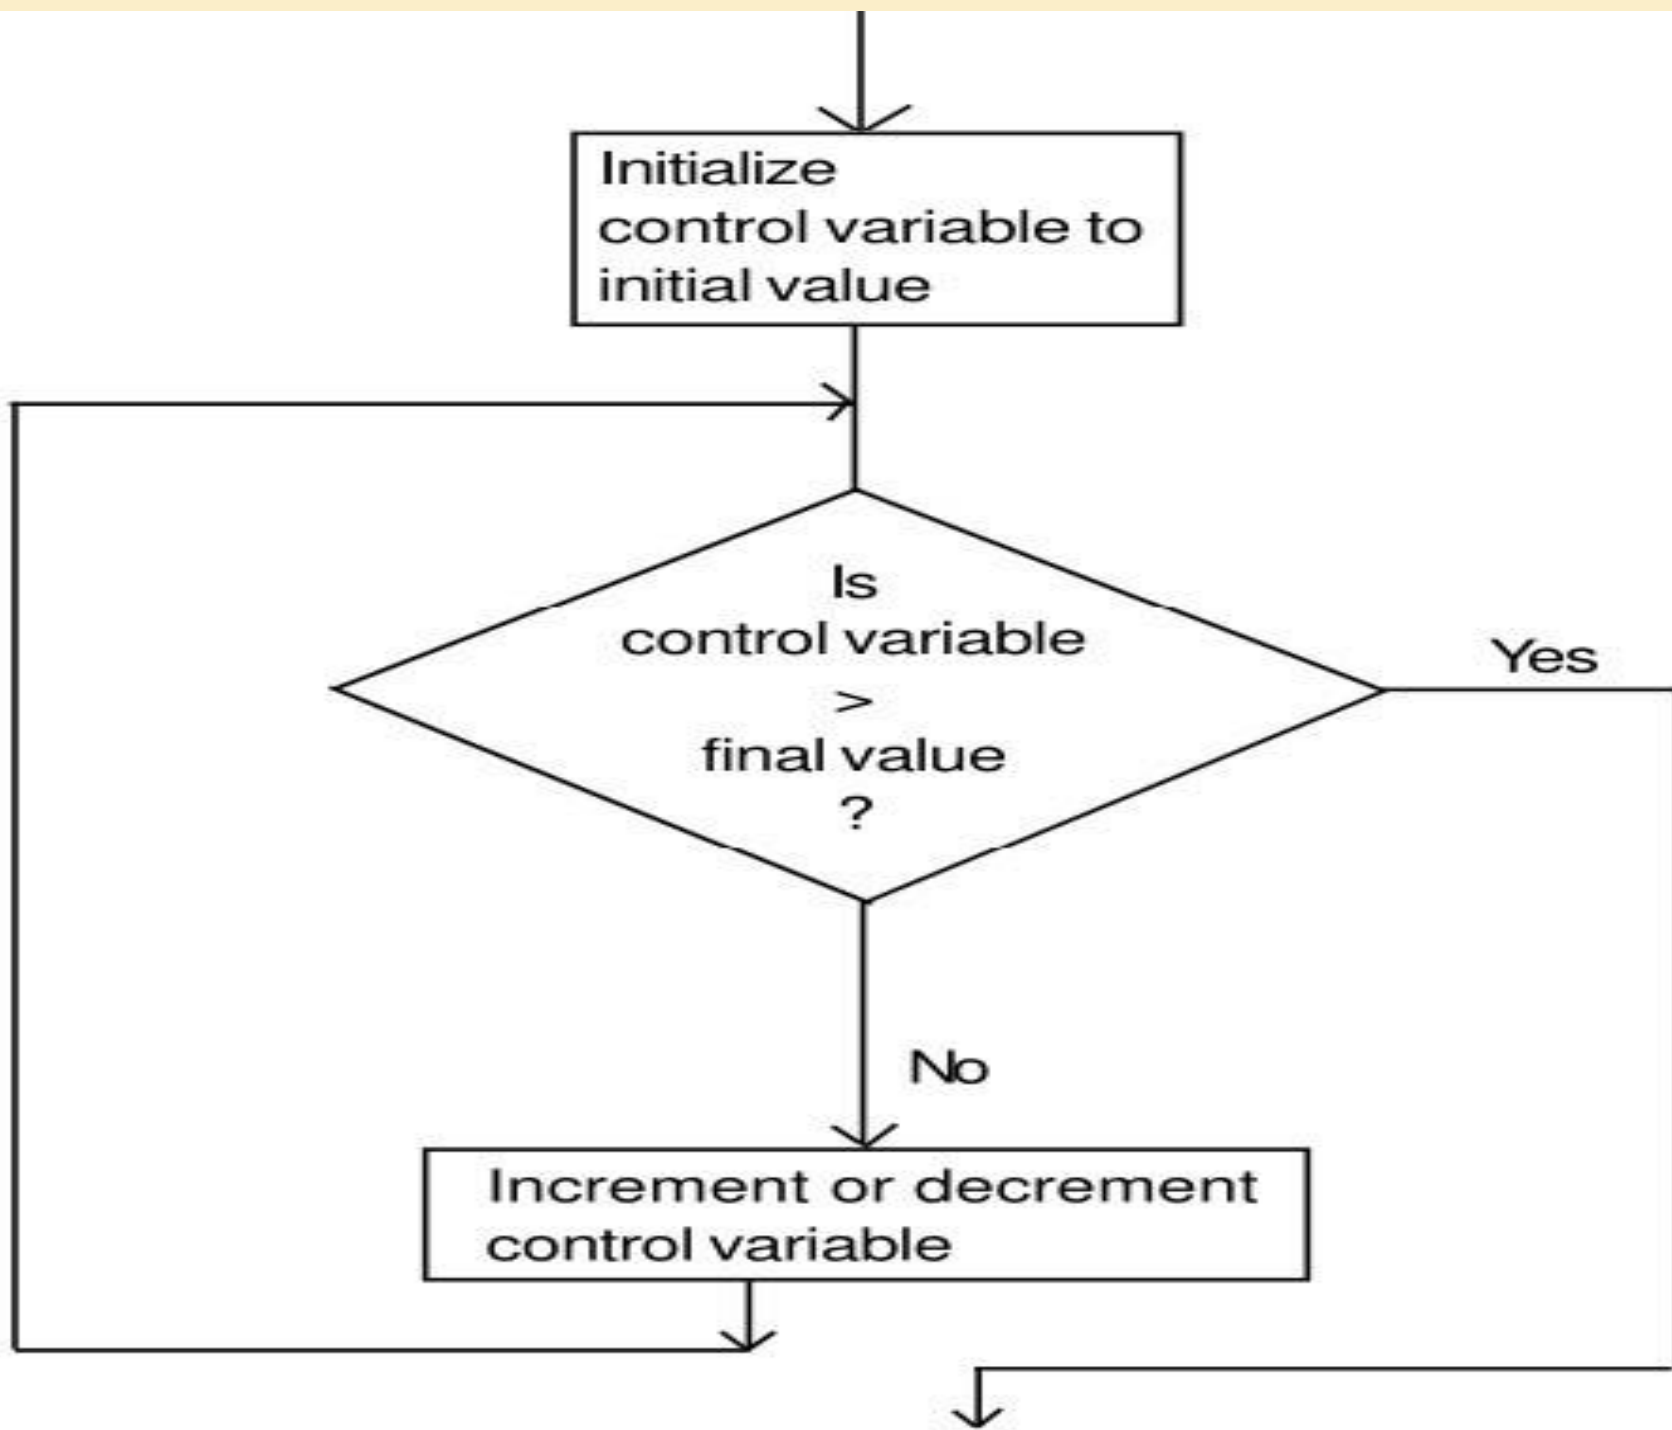 Initialize
control variable to
initial value
Is
control variable
>
final value
?
Yes
No
Increment or decrement
control variable